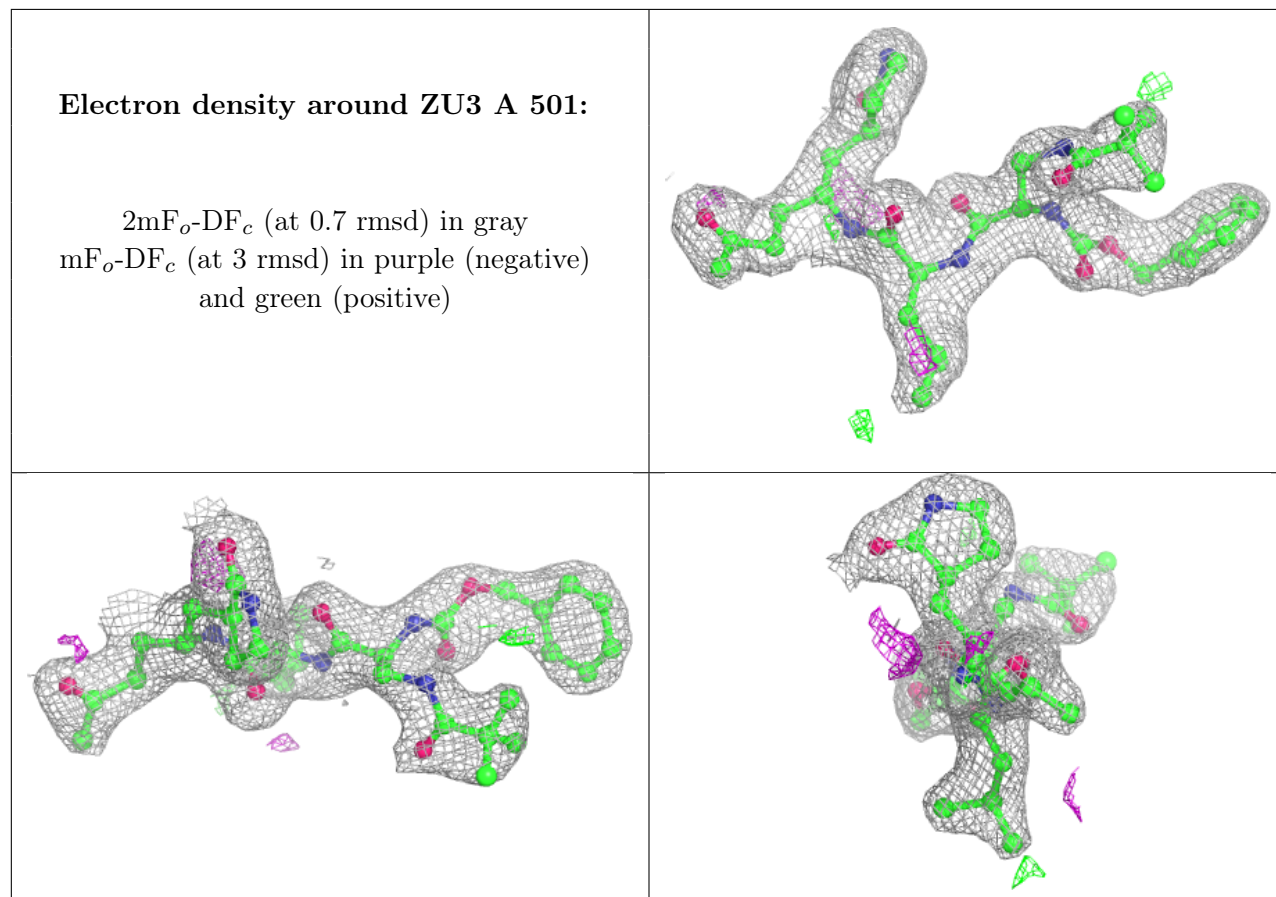 Electron density around ZU3 A 501:
2mFₒ-DF𝒸 (at 0.7 rmsd) in gray
mFₒ-DF𝒸 (at 3 rmsd) in purple (negative)
and green (positive)